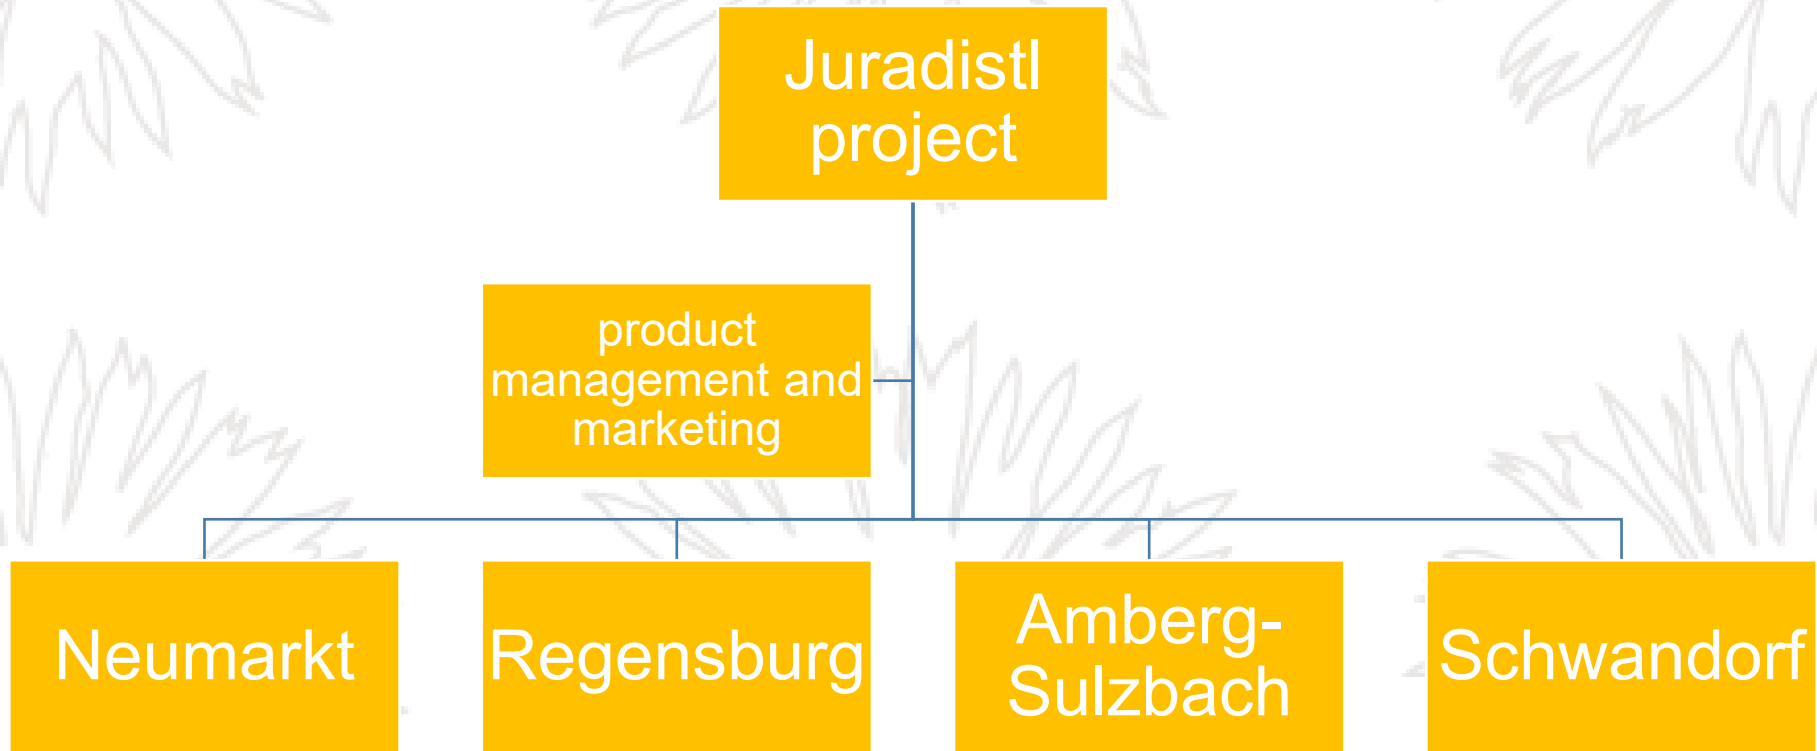 Juradistl
project
product
management and
marketing
Neumarkt
Regensburg
Amberg-
Sulzbach
Schwandorf